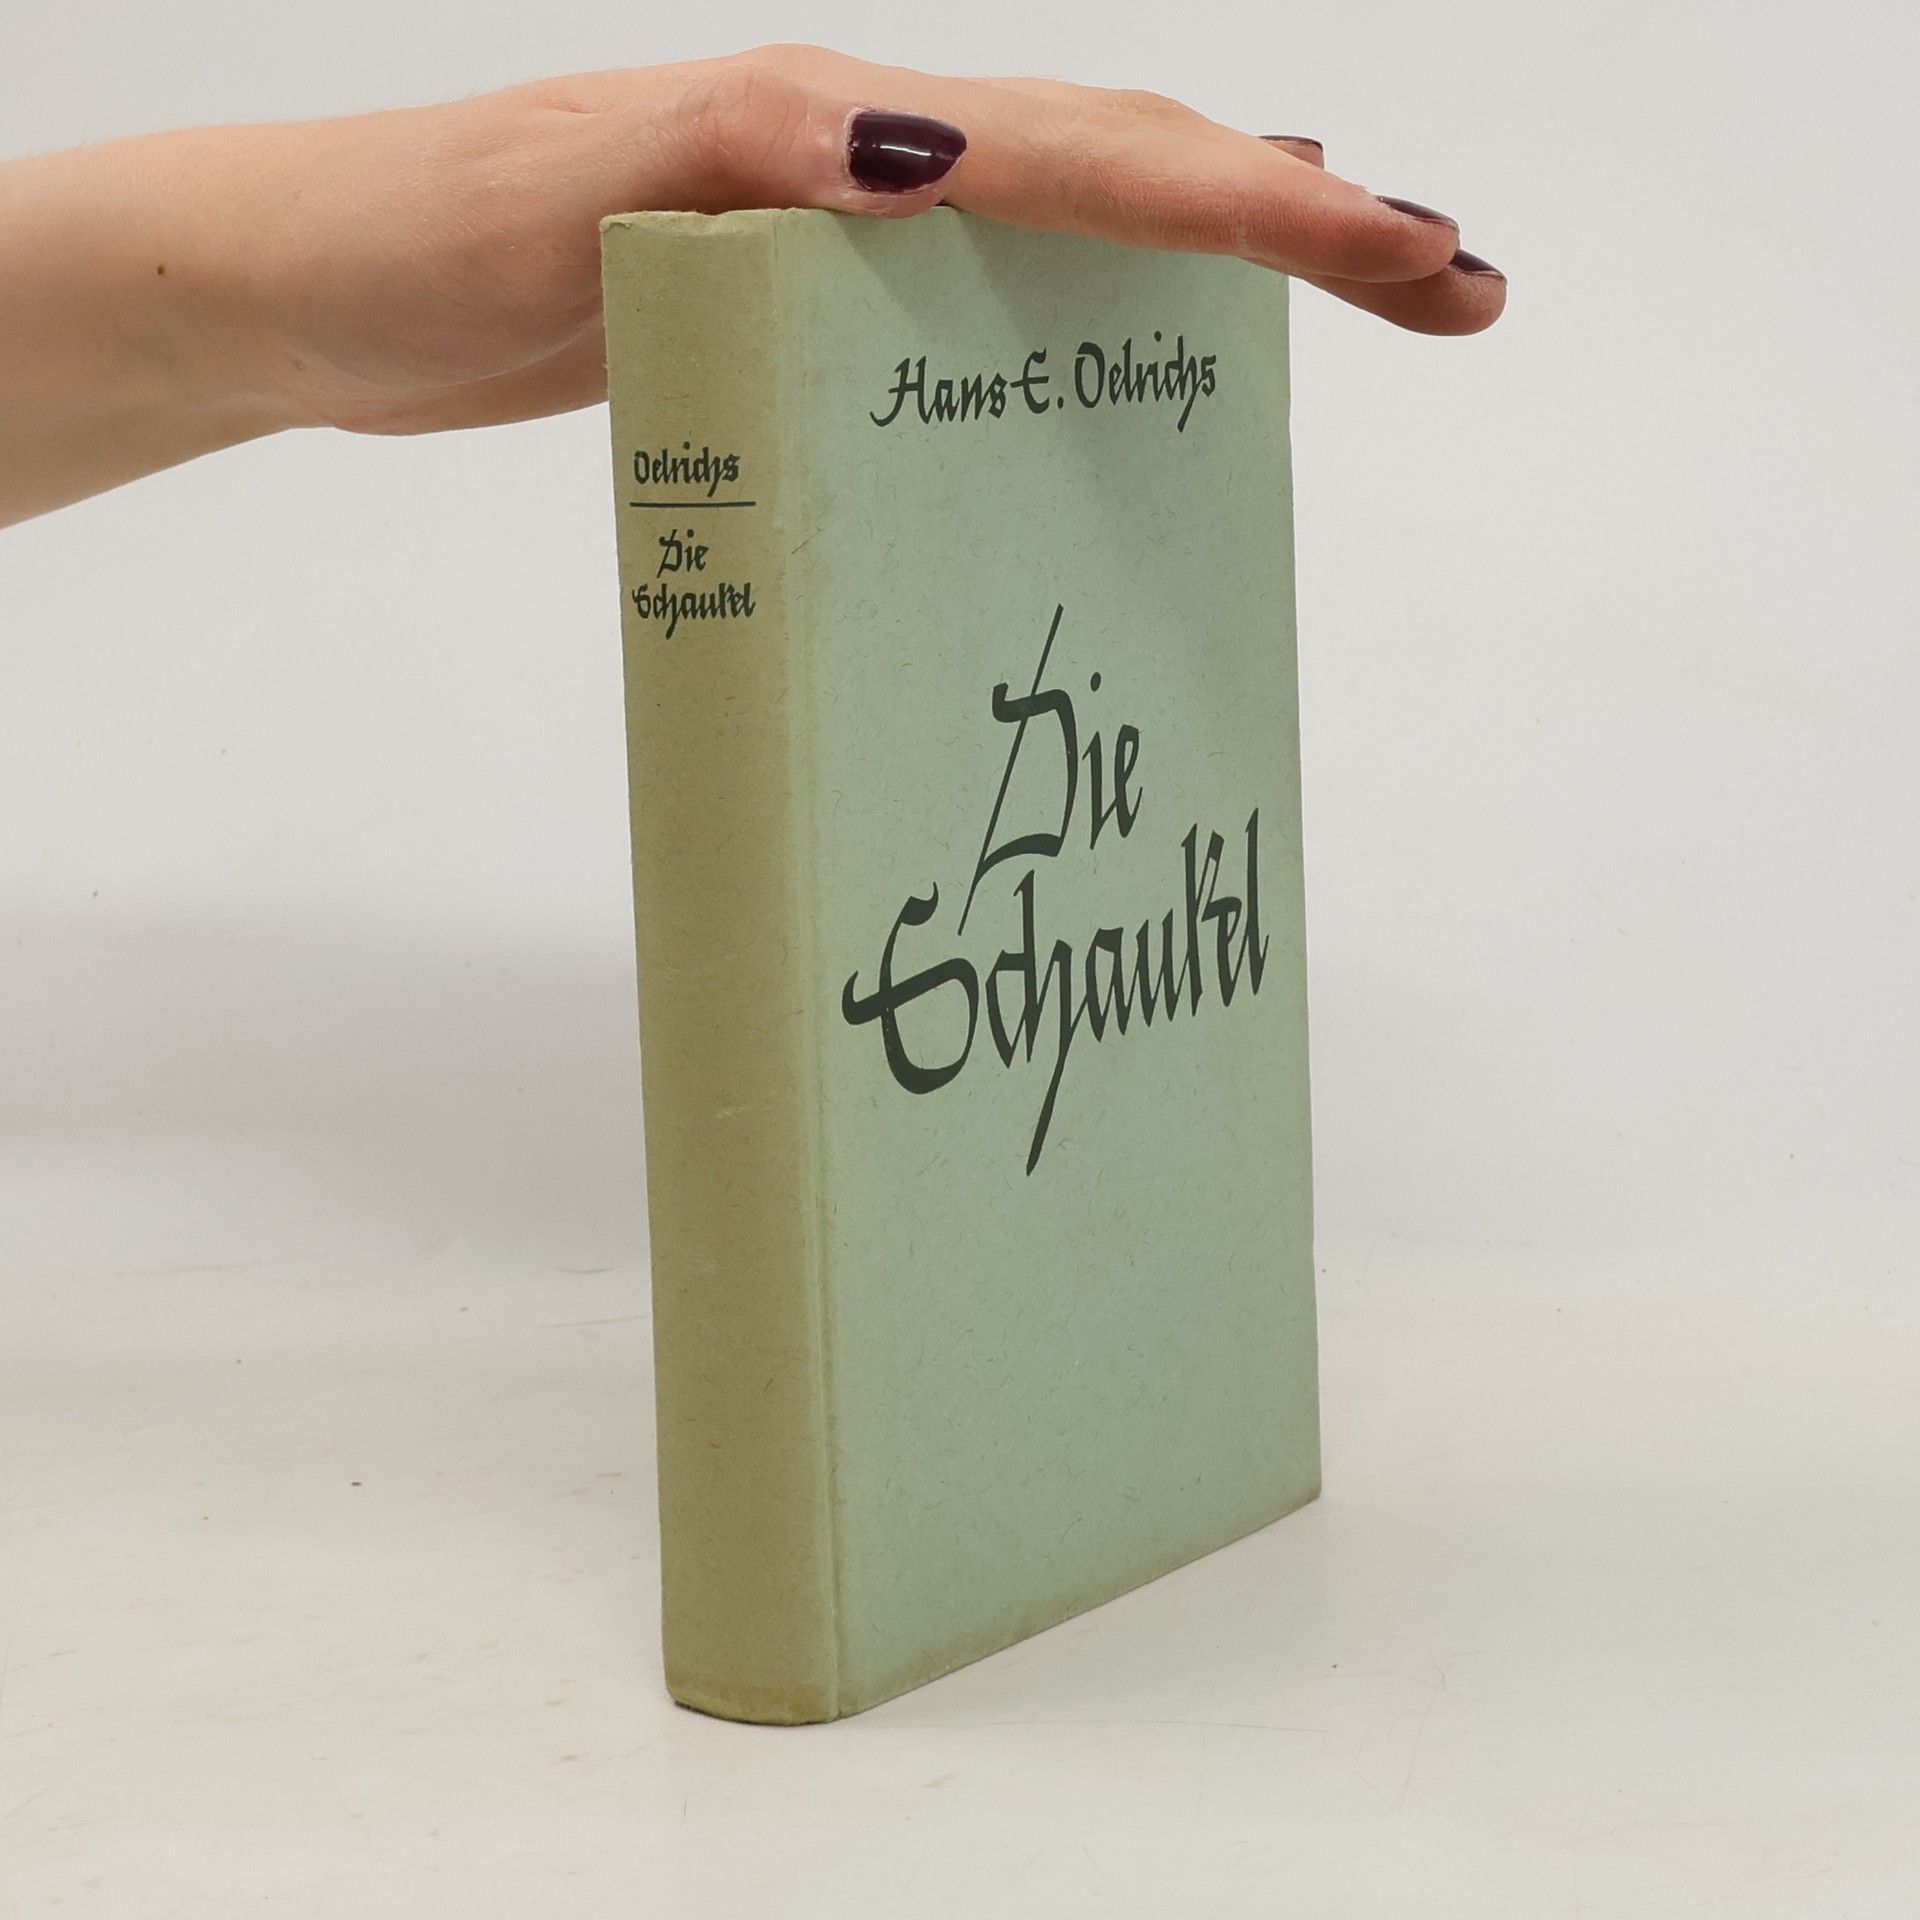 Oelrichs
Die
Schaukel
Hans E. Oelrichs
Die
Schaukel